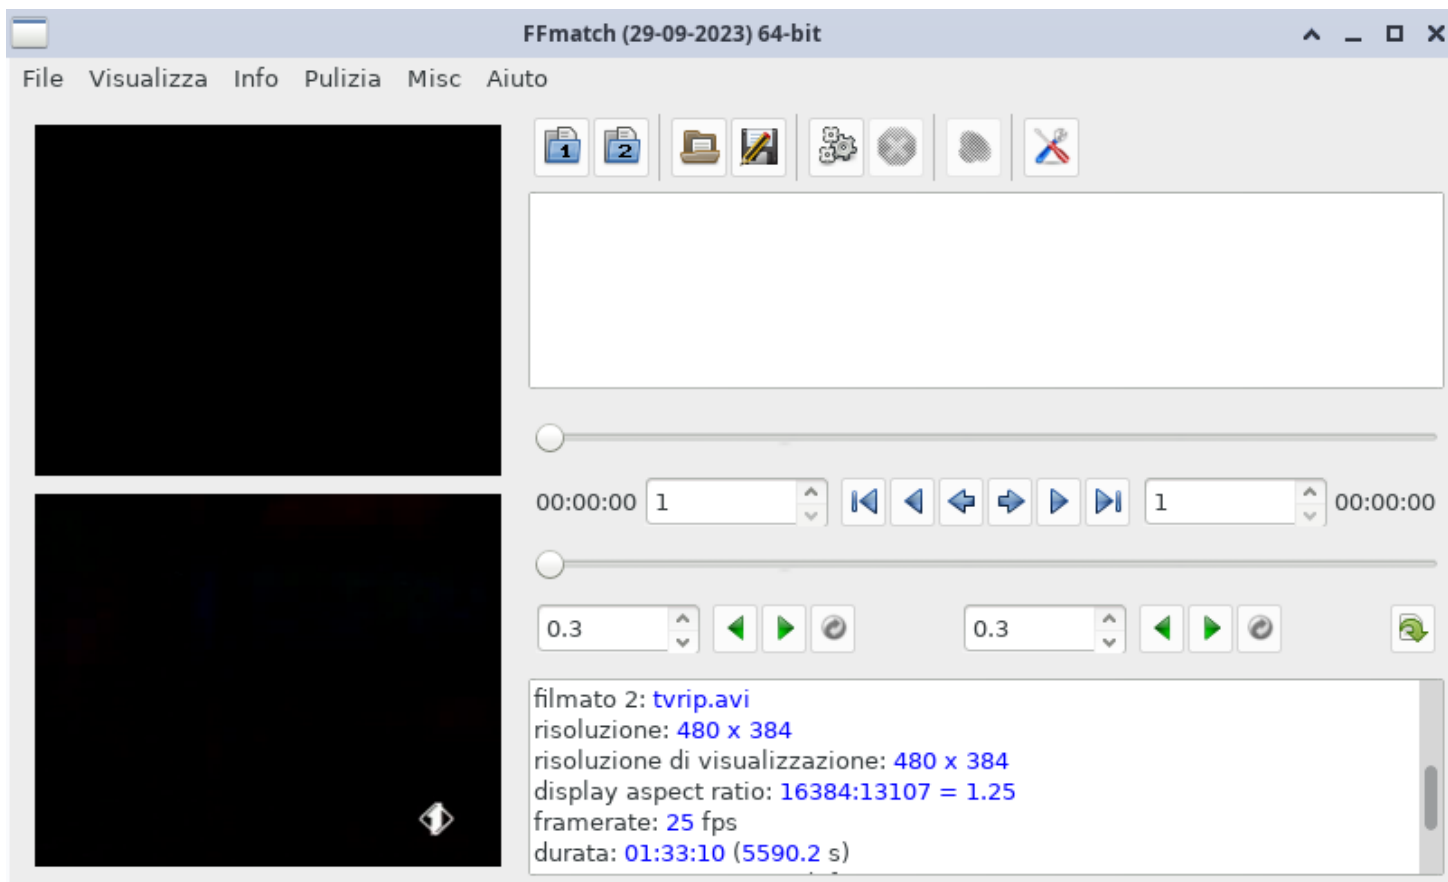 FFmatch (29-09-2023) 64-bit
File Visualizza Info Pulizia Misc Aiuto
1 2
00:00:00 1 1 00:00:00
0.3 0.3
filmato 2: tvrip.avi
risoluzione: 480 x 384
risoluzione di visualizzazione: 480 x 384
display aspect ratio: 16384:13107 = 1.25
framerate: 25 fps
durata: 01:33:10 (5590.2 s)